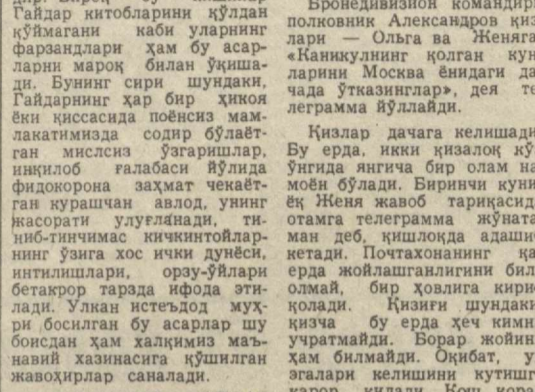 Гайдар китобларини қўлдан
қўймагани каби уларнинг
фарзандлари ҳам бу асар-
ларни мароқ билан ўқиша-
ди. Бунинг сири шундаки,
Гайдарнинг ҳар бир ҳикоя
ёки қиссасида поёнсиз мам-
лакатимизда содир бўлаёт-
ган мислсиз ўзгаришлар,
инқилоб ғалабаси йўлида
фидокорона заҳмат чекаёт-
ган курашчан авлод, унинг
жасорати улуғланади, ти-
ниб-тинчимас кичкинтойлар-
нинг ўзига хос ички дунёси,
интилишлари, орзу-ўйлари
бетакрор тарзда ифода эти-
лади. Улкан истеъдод муҳ-
ри босилган бу асарлар шу
боисдан ҳам халқимиз маъ-
навий хазинасига қўшилган
жавоҳирлар саналади.
Бронедивизион командири
полковник Александров қиз
лари — Ольга ва Женяга
«Каникулнинг қолган кун
ларини Москва ёнидаги да
чада ўтказинглар», дея те
леграмма йўллайди.
Қизлар дачага келишади
Бу ерда, икки қизалоқ кў
ўнгида янгича бир олам на
моён бўлади. Биринчи куни
ёқ Женя жавоб тариқасид
отамга телеграмма жўната
ман деб, қишлоқда адаши
кетади. Почтахонанинг қа
ерда жойлашганлигини бил
олмай, бир ҳовлига кири
қолади. Қизиғи шундаки
қизча бу ерда ҳеч кимн
учратмайди. Борар жойин
ҳам билмайди. Оқибат, у
эгалари келишини кутишг